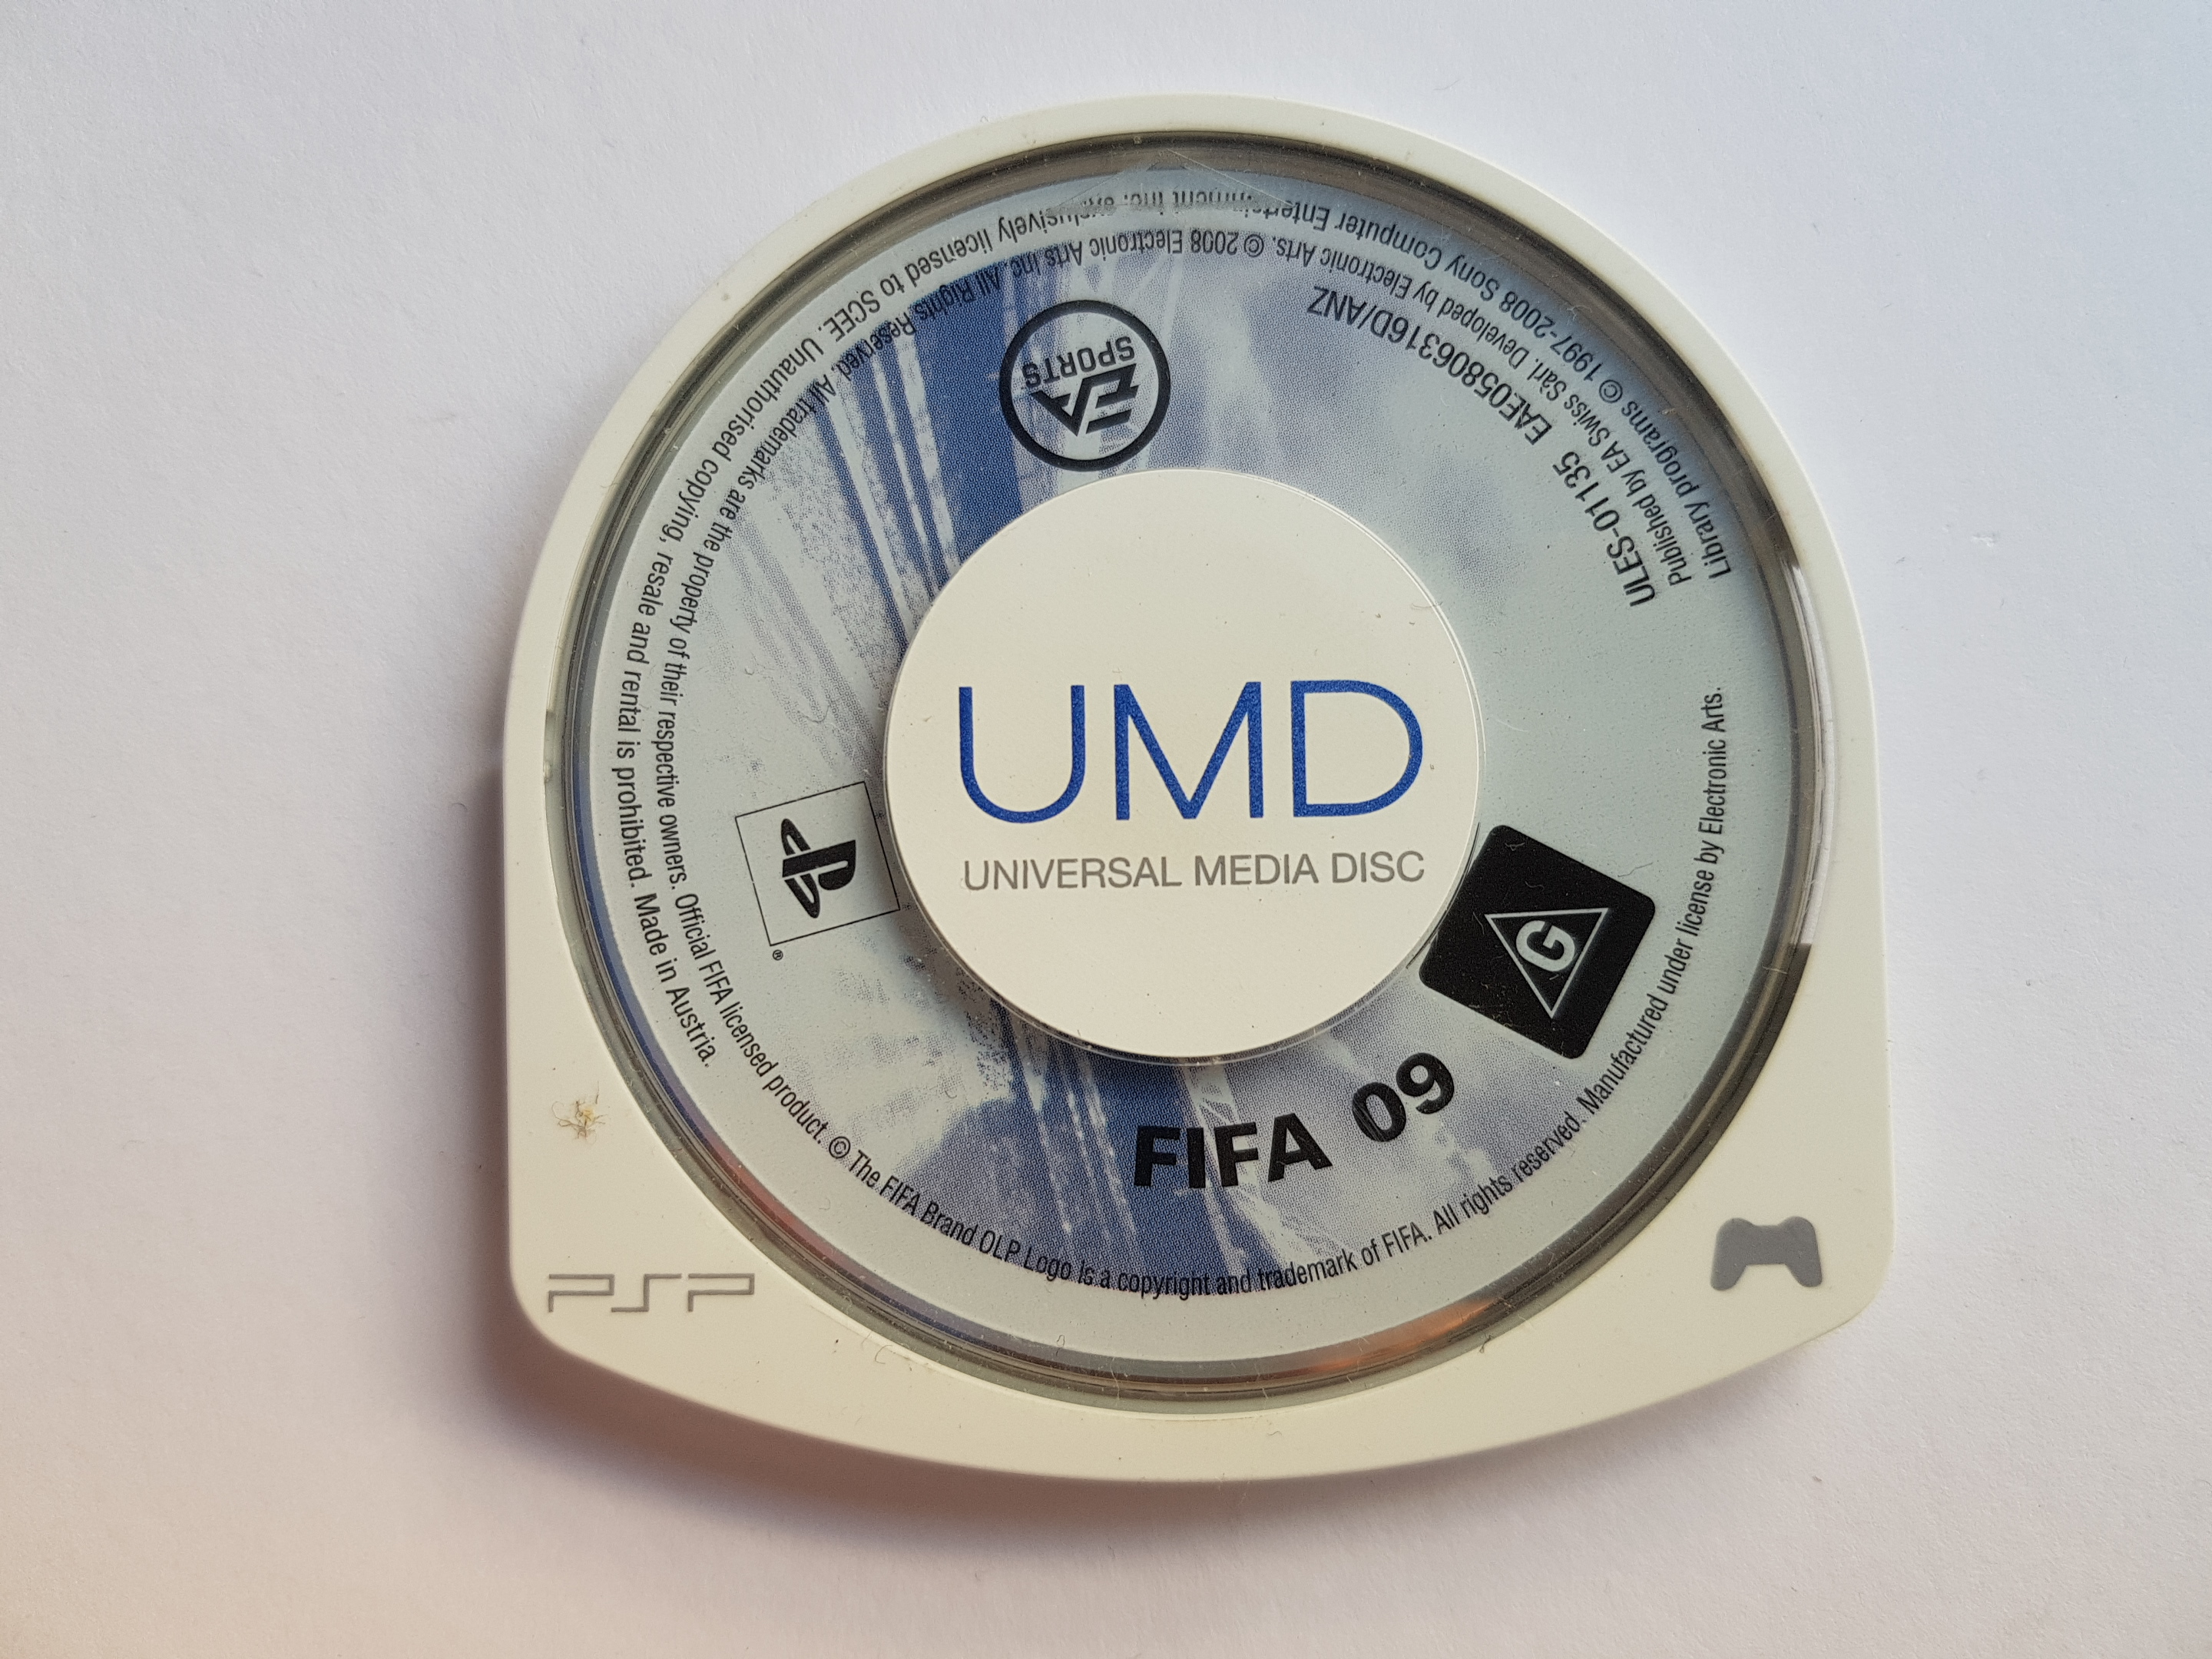 UMD
UNIVERSAL MEDIA DISC
FIFA 09
G
EA
SPORTS
®
PSP
ULES-01135 EAE05806316D/ANZ
Published by EA Swiss Sàrl. Developed by Electronic Arts. © 2008 Electronic Arts Inc. All Rights Reserved. All trademarks are the property of their respective owners. Official FIFA licensed product. © The FIFA Brand OLP Logo is a copyright and trademark of FIFA. All rights reserved. Manufactured under license by Electronic Arts.
Library programs © 1997-2008 Sony Computer Entertainment Inc. exclusively licensed to SCEE. Unauthorised copying, resale and rental is prohibited. Made in Austria.